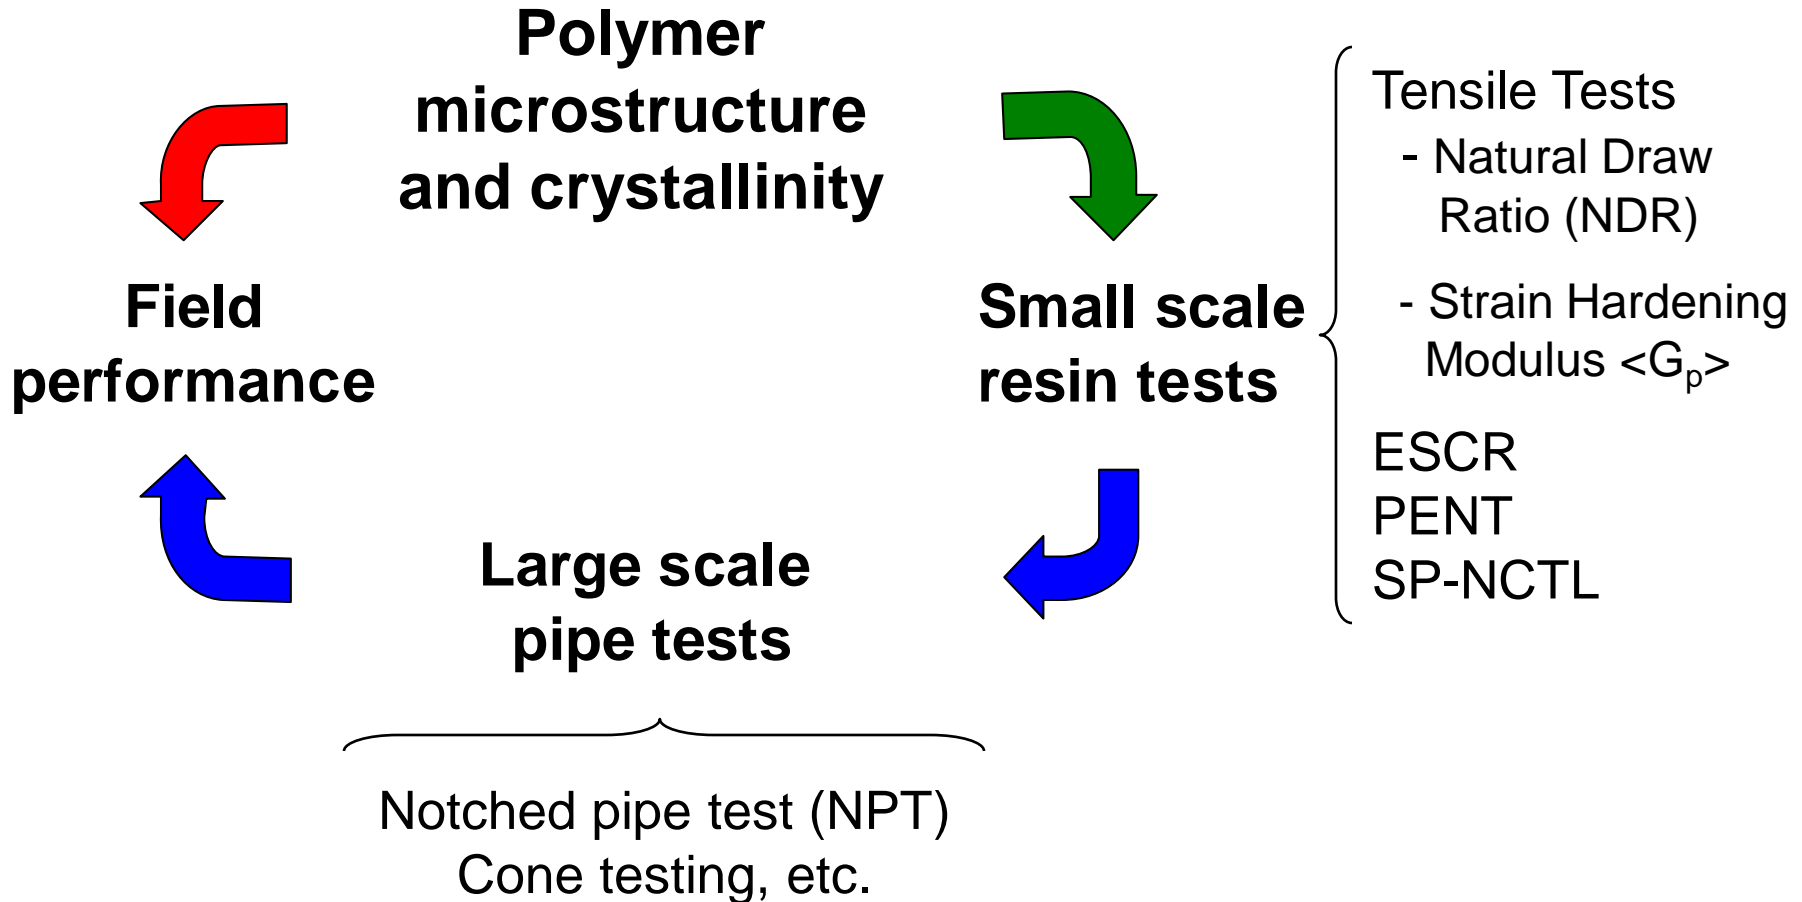 Polymer
microstructure
and crystallinity
Field
performance
Small scale
resin tests
Tensile Tests
- Natural Draw
Ratio (NDR)
- Strain Hardening
Modulus <Gp>
ESCR
PENT
SP-NCTL
Large scale
pipe tests
Notched pipe test (NPT)
Cone testing, etc.